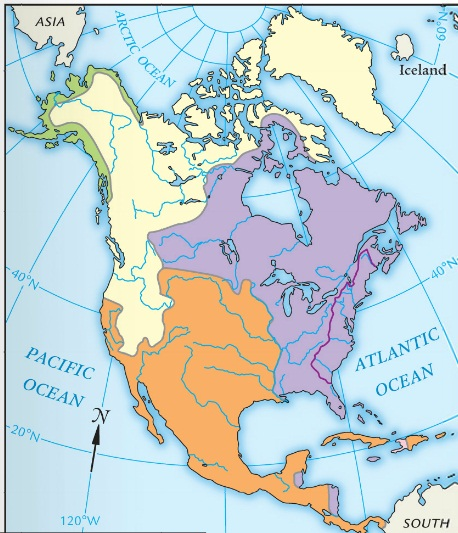 ASIA
ARCTIC OCEAN
60°N
Iceland
40°N
40°N
PACIFIC
OCEAN
ATLANTIC
OCEAN
N
20°N
120°W
SOUTH